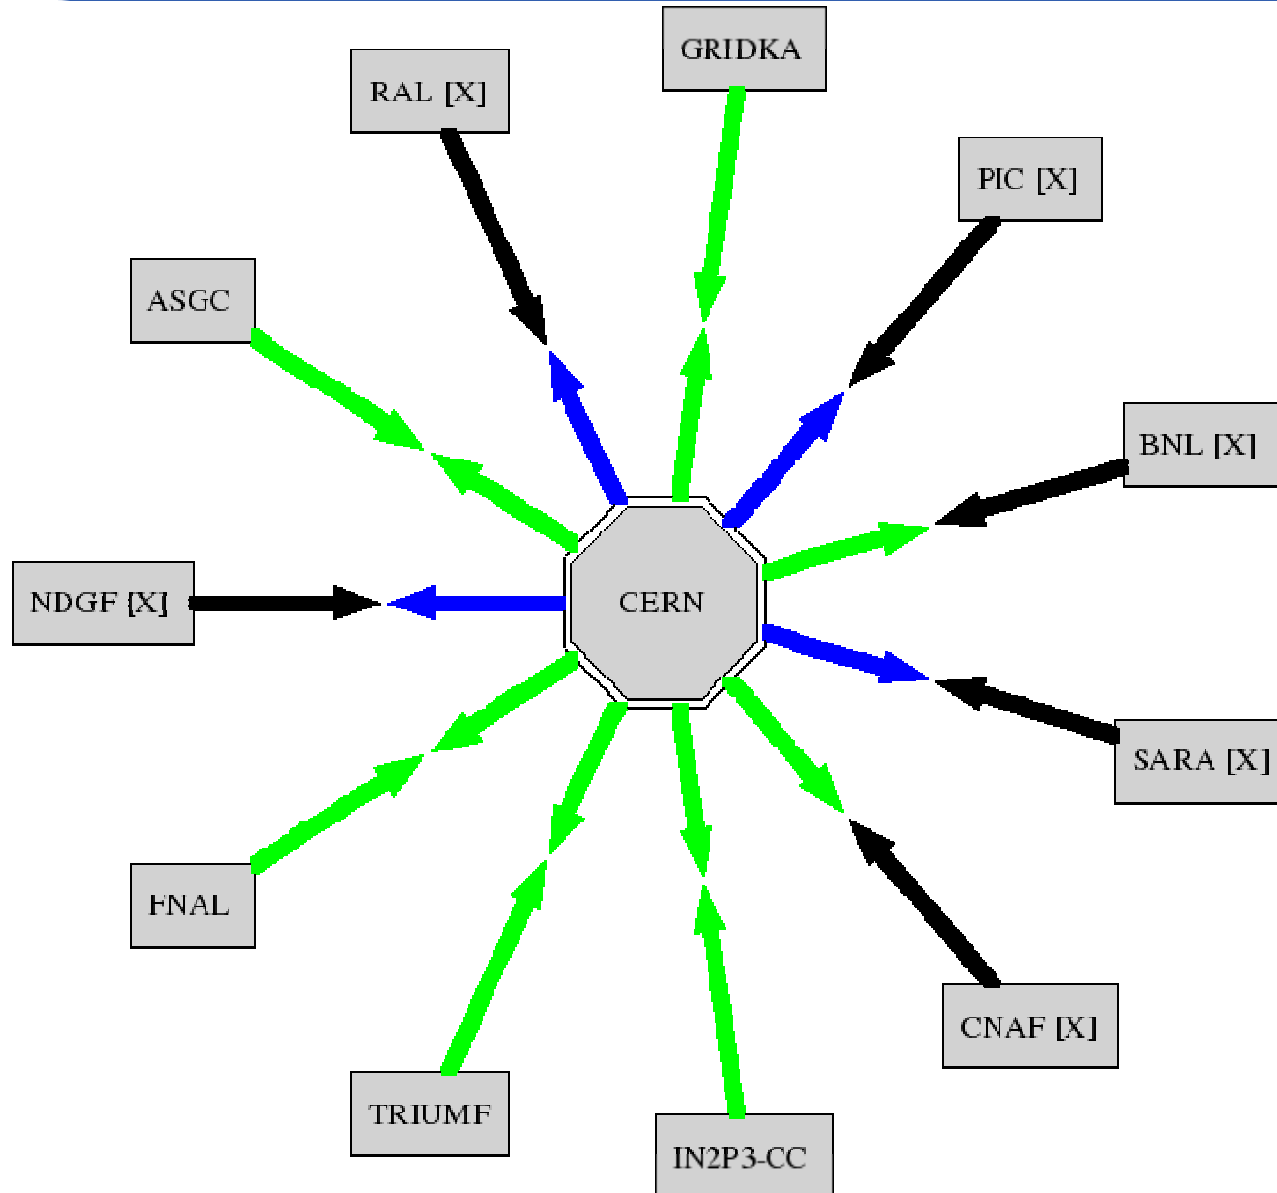 GRIDKA
RAL [X]
PIC [X]
ASGC
BNL [X]
NDGF [X]
CERN
SARA [X]
FNAL
CNAF [X]
TRIUMF
IN2P3-CC